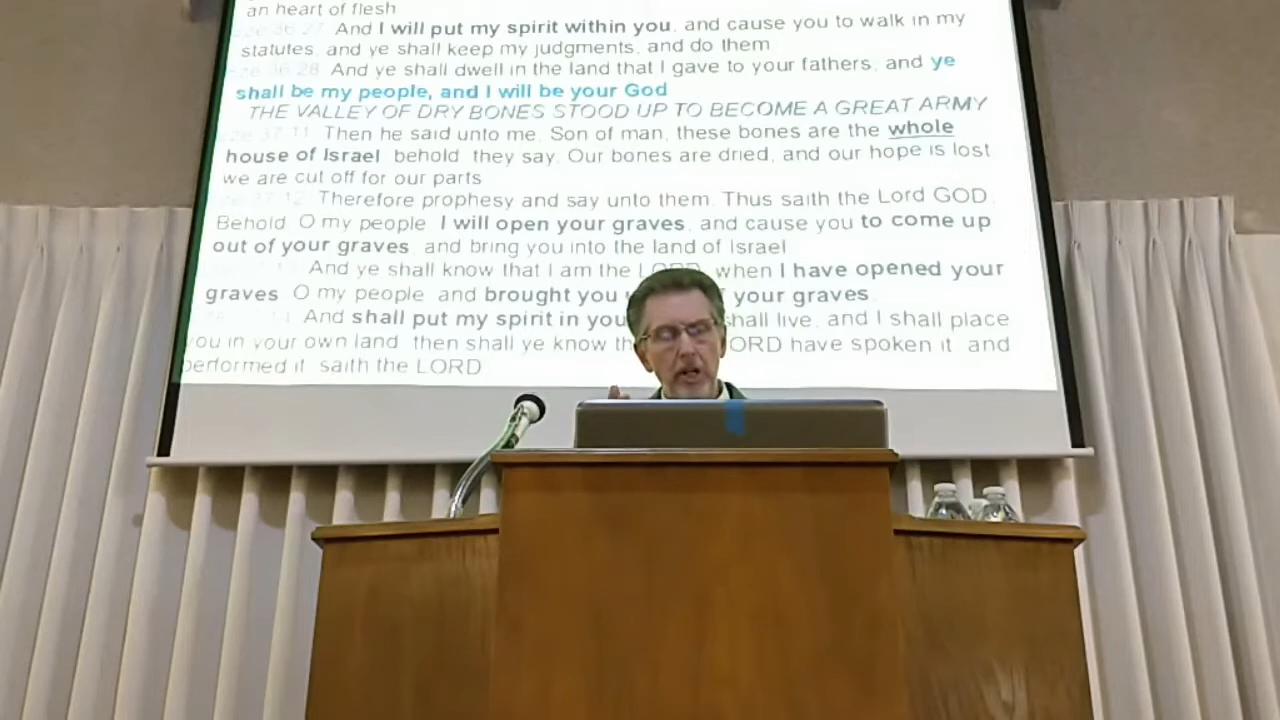 an heart of flesh
36:27 And I will put my spirit within you, and cause you to walk in my
statutes, and ye shall keep my judgments, and do them
36:28 And ye shall dwell in the land that I gave to your fathers, and ye
shall be my people, and I will be your God
THE VALLEY OF DRY BONES STOOD UP TO BECOME A GREAT ARMY
37:11 Then he said unto me, Son of man, these bones are the whole
house of Israel behold they say, Our bones are dried, and our hope is lost
we are cut off for our parts
37:12 Therefore prophesy and say unto them, Thus saith the Lord GOD,
Behold, O my people I will open your graves, and cause you to come up
out of your graves and bring you into the land of Israel
And ye shall know that I am the LORD when I have opened your
graves O my people and brought you your graves
And shall put my spirit in you shall live, and I shall place
you in your own land then shall ye know ORD have spoken it and
performed it saith the LORD